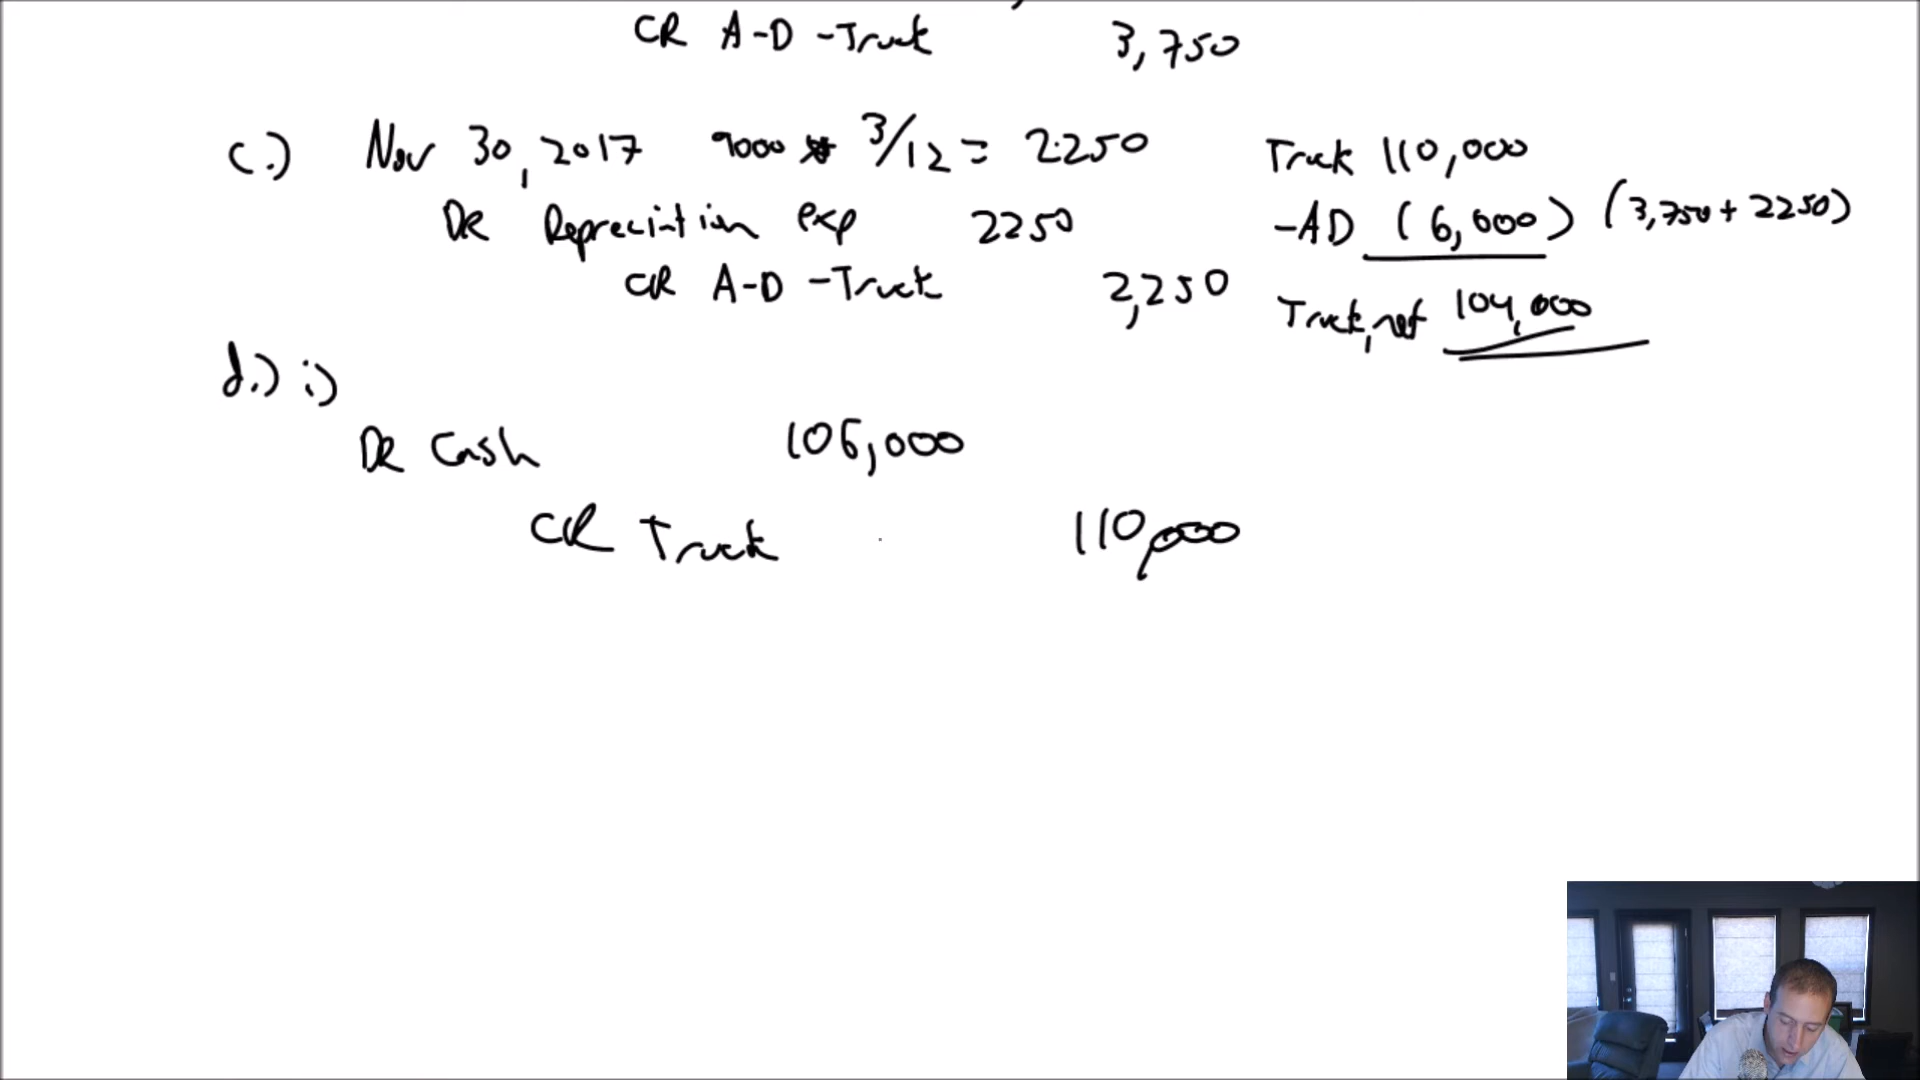 CR A-D -Truck 3,750
c.) Nov 30, 2017 9000 * 3/12 = 2250 Truck 110,000
DR Depreciation exp 2250 -AD (6,000) (3,750 + 2250)
CR A-D -Truck 2,250 Truck, net 104,000
d.) i)
DR Cash 106,000
CR Truck 110,000